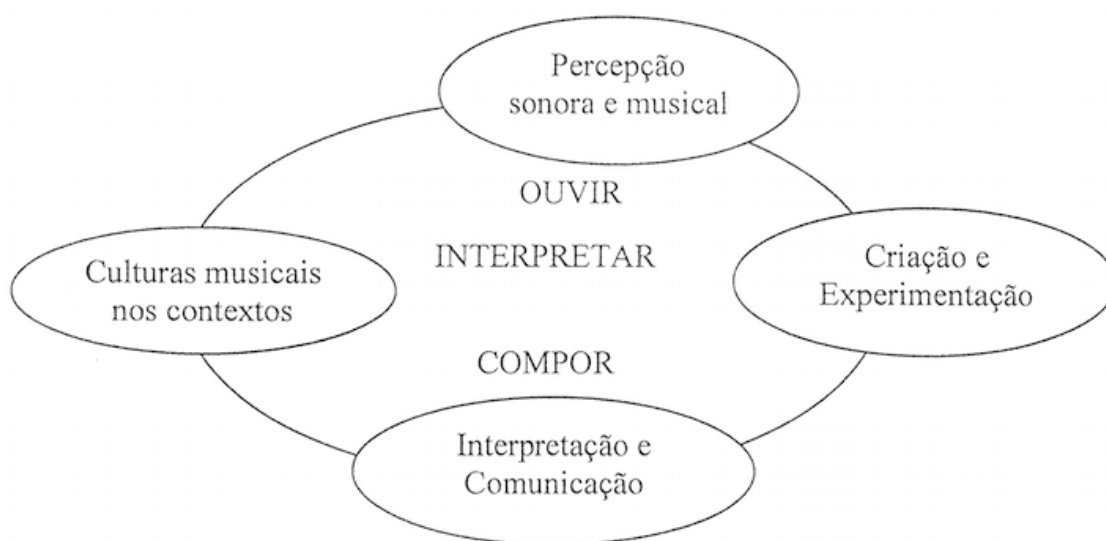 Percepção
sonora e musical
OUVIR
INTERPRETAR
Culturas musicais
nos contextos
Criação e
Experimentação
COMPOR
Interpretação e
Comunicação